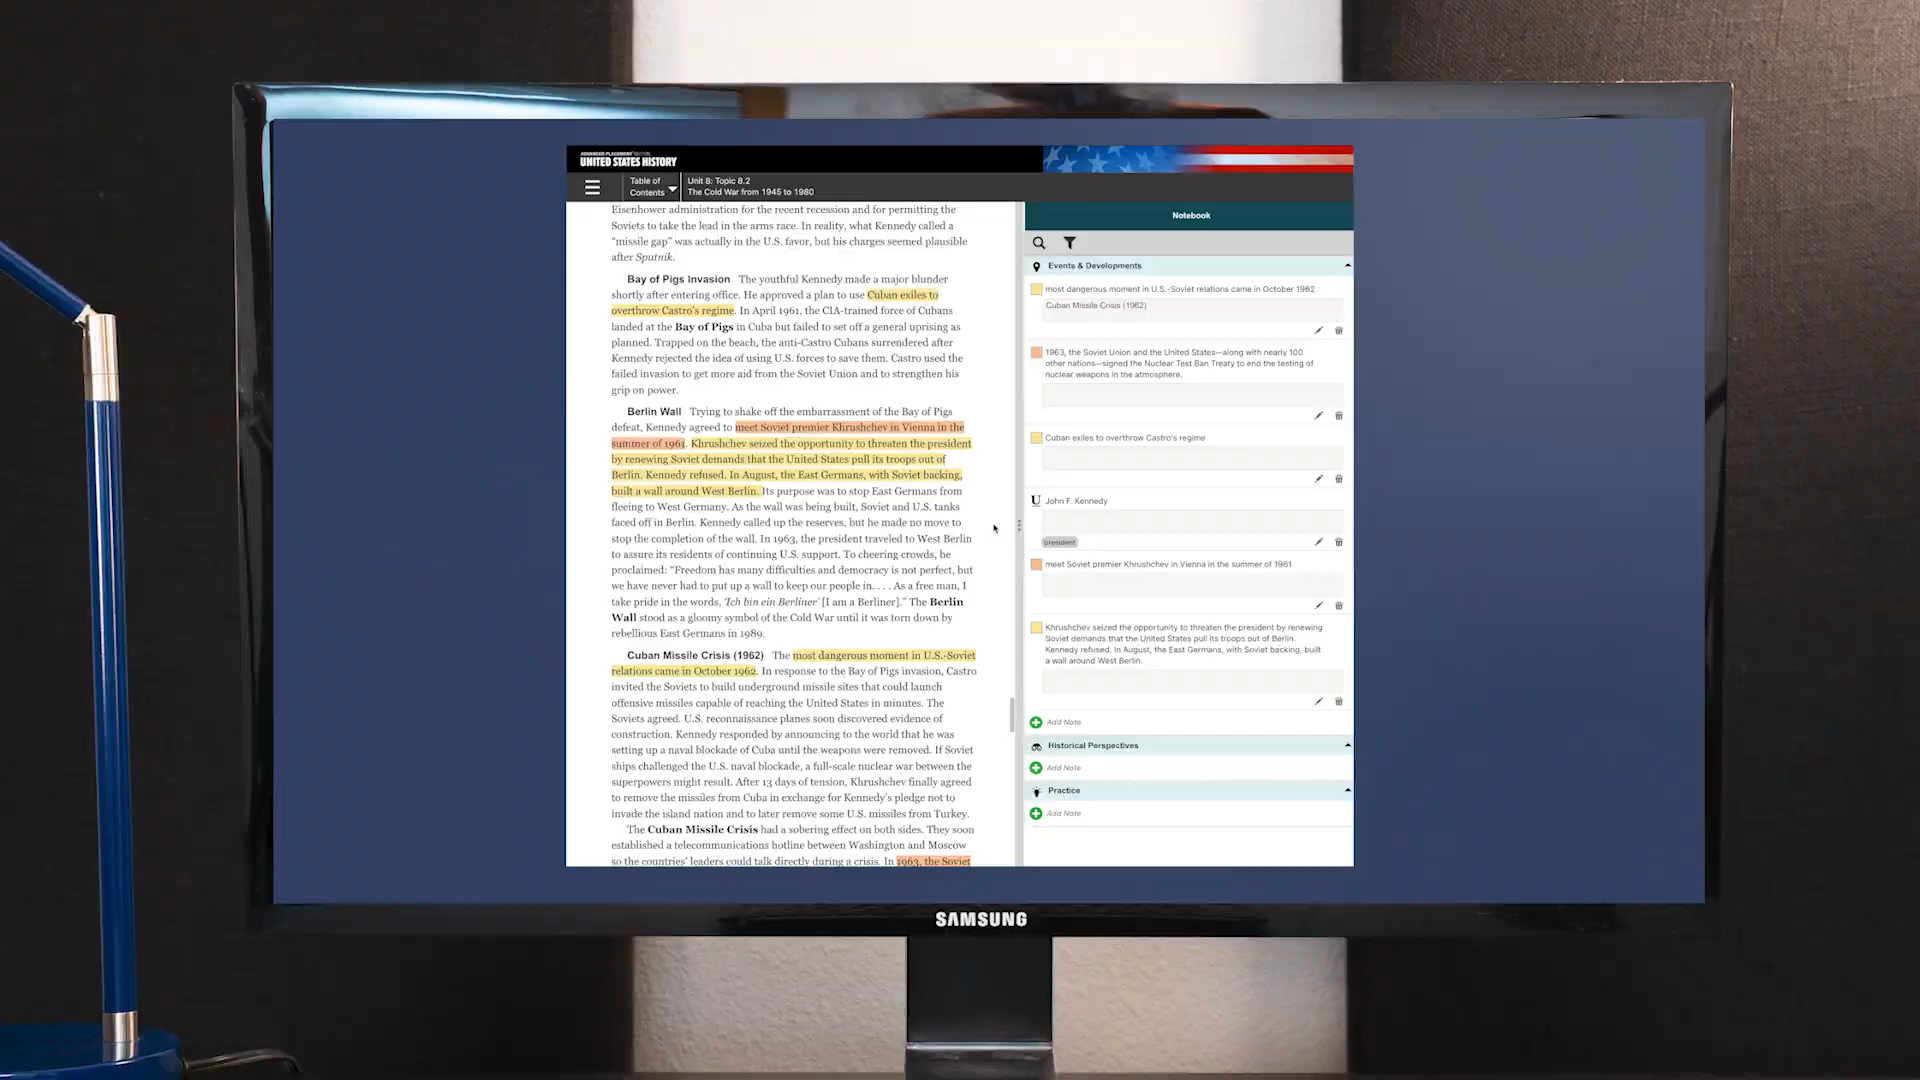 ADVANCED PLACEMENT EDITION
UNITED STATES HISTORY
Table of
Contents
Unit 8: Topic 8.2
The Cold War from 1945 to 1980
Eisenhower administration for the recent recession and for permitting the
Soviets to take the lead in the arms race. In reality, what Kennedy called a
“missile gap” was actually in the U.S. favor, but his charges seemed plausible
after Sputnik.
Bay of Pigs Invasion The youthful Kennedy made a major blunder
shortly after entering office. He approved a plan to use Cuban exiles to
overthrow Castro's regime. In April 1961, the CIA-trained force of Cubans
landed at the Bay of Pigs in Cuba but failed to set off a general uprising as
planned. Trapped on the beach, the anti-Castro Cubans surrendered after
Kennedy rejected the idea of using U.S. forces to save them. Castro used the
failed invasion to get more aid from the Soviet Union and to strengthen his
grip on power.
Berlin Wall Trying to shake off the embarrassment of the Bay of Pigs
defeat, Kennedy agreed to meet Soviet premier Khrushchev in Vienna in the
summer of 1961. Khrushchev seized the opportunity to threaten the president
by renewing Soviet demands that the United States pull its troops out of
Berlin. Kennedy refused. In August, the East Germans, with Soviet backing,
built a wall around West Berlin. Its purpose was to stop East Germans from
fleeing to West Germany. As the wall was being built, Soviet and U.S. tanks
faced off in Berlin. Kennedy called up the reserves, but he made no move to
stop the completion of the wall. In 1963, the president traveled to West Berlin
to assure its residents of continuing U.S. support. To cheering crowds, he
proclaimed: “Freedom has many difficulties and democracy is not perfect, but
we have never had to put up a wall to keep our people in. . . . As a free man, I
take pride in the words, 'Ich bin ein Berliner' [I am a Berliner].” The Berlin
Wall stood as a gloomy symbol of the Cold War until it was torn down by
rebellious East Germans in 1989.
Cuban Missile Crisis (1962) The most dangerous moment in U.S.-Soviet
relations came in October 1962. In response to the Bay of Pigs invasion, Castro
invited the Soviets to build underground missile sites that could launch
offensive missiles capable of reaching the United States in minutes. The
Soviets agreed. U.S. reconnaissance planes soon discovered evidence of
construction. Kennedy responded by announcing to the world that he was
setting up a naval blockade of Cuba until the weapons were removed. If Soviet
ships challenged the U.S. naval blockade, a full-scale nuclear war between the
superpowers might result. After 13 days of tension, Khrushchev finally agreed
to remove the missiles from Cuba in exchange for Kennedy's pledge not to
invade the island nation and to later remove some U.S. missiles from Turkey.
The Cuban Missile Crisis had a sobering effect on both sides. They soon
established a telecommunications hotline between Washington and Moscow
so the countries' leaders could talk directly during a crisis. In 1963, the Soviet
Notebook
Events & Developments
most dangerous moment in U.S.-Soviet relations came in October 1962
Cuban Missile Crisis (1962)
1963, the Soviet Union and the United States—along with nearly 100
other nations—signed the Nuclear Test Ban Treaty to end the testing of
nuclear weapons in the atmosphere.
Cuban exiles to overthrow Castro's regime
U John F. Kennedy
president
meet Soviet premier Khrushchev in Vienna in the summer of 1961
Khrushchev seized the opportunity to threaten the president by renewing
Soviet demands that the United States pull its troops out of Berlin.
Kennedy refused. In August, the East Germans, with Soviet backing, built
a wall around West Berlin.
Add Note
Historical Perspectives
Add Note
Practice
Add Note
SAMSUNG